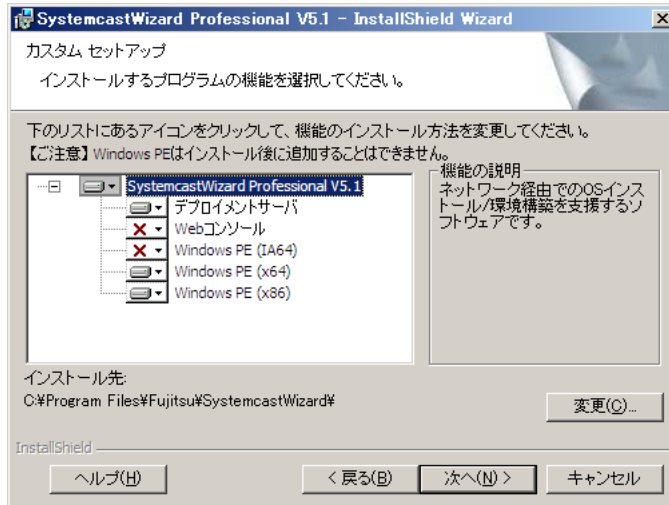 SystemcastWizard Professional V5.1 - InstallShield Wizard
カスタム セットアップ
インストールするプログラムの機能を選択してください。
下のリストにあるアイコンをクリックして、機能のインストール方法を変更してください。
【ご注意】Windows PEはインストール後に追加することはできません。
SystemcastWizard Professional V5.1
デプロイメントサーバ
Webコンソール
Windows PE (IA64)
Windows PE (x64)
Windows PE (x86)
機能の説明
ネットワーク経由でのOSインス
トール/環境構築を支援するソ
フトウェアです。
インストール先:
C:¥Program Files¥Fujitsu¥SystemcastWizard¥
変更(C)...
InstallShield
ヘルプ(H)
< 戻る(B)
次へ(N) >
キャンセル